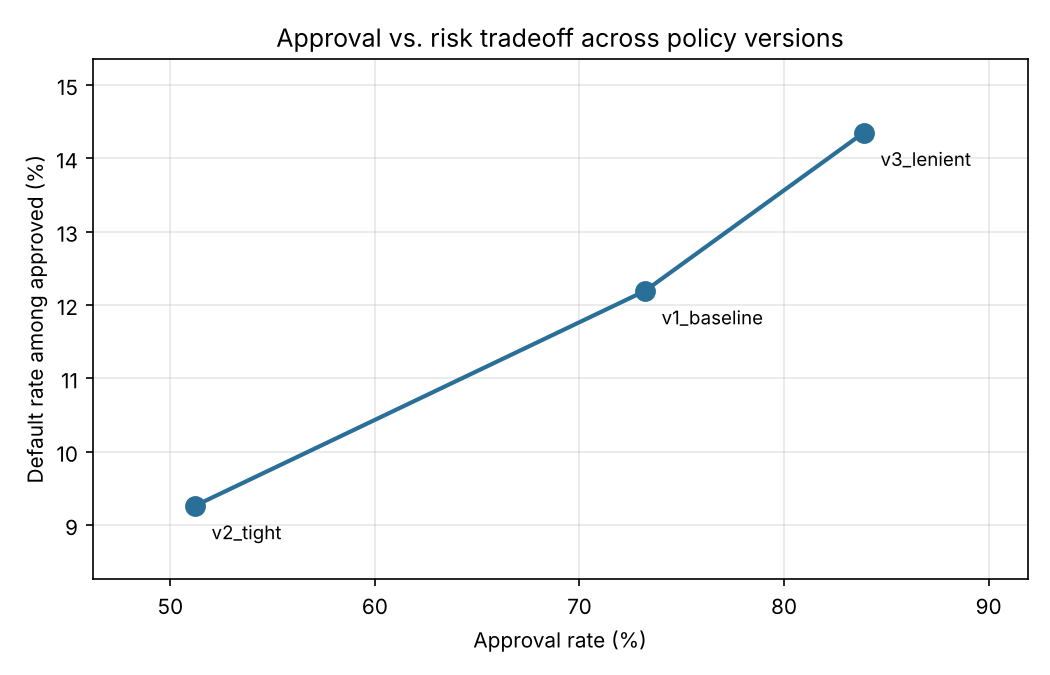 Approval vs. risk tradeoff across policy versions
Default rate among approved (%)
15
14
13
12
11
10
9
v3_lenient
v1_baseline
v2_tight
50 60 70 80 90
Approval rate (%)